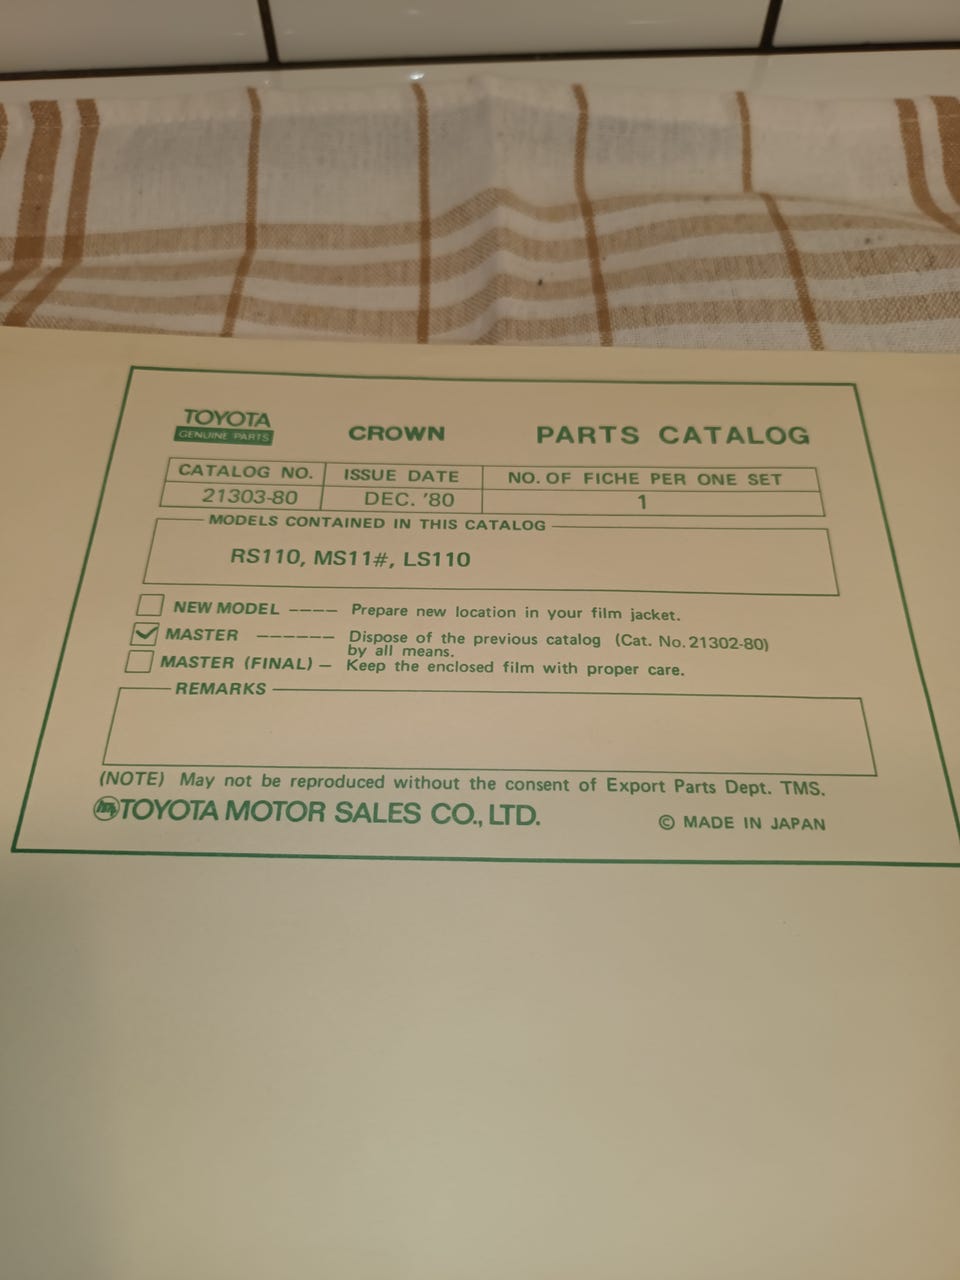 TOYOTA
GENUINE PARTS
CROWN
PARTS CATALOG
CATALOG NO. ISSUE DATE NO. OF FICHE PER ONE SET
21303-80 DEC. '80 1
MODELS CONTAINED IN THIS CATALOG
RS110, MS11#, LS110
NEW MODEL ---- Prepare new location in your film jacket.
MASTER ------ Dispose of the previous catalog (Cat. No. 21302-80)
by all means.
MASTER (FINAL) — Keep the enclosed film with proper care.
REMARKS
(NOTE) May not be reproduced without the consent of Export Parts Dept. TMS.
TOYOTA MOTOR SALES CO., LTD.
© MADE IN JAPAN